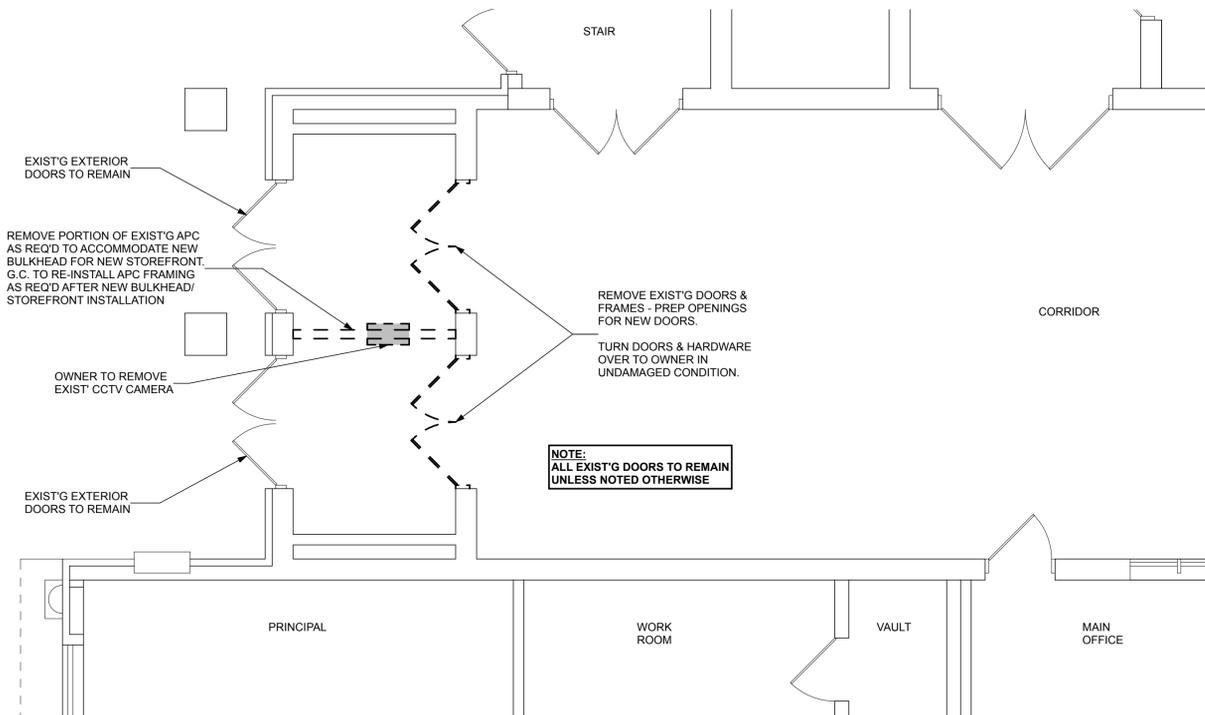 STAIR
EXIST'G EXTERIOR
DOORS TO REMAIN
REMOVE PORTION OF EXIST'G APC
AS REQ'D TO ACCOMMODATE NEW
BULKHEAD FOR NEW STOREFRONT.
G.C. TO RE-INSTALL APC FRAMING
AS REQ'D AFTER NEW BULKHEAD/
STOREFRONT INSTALLATION
REMOVE EXIST'G DOORS &
FRAMES - PREP OPENINGS
FOR NEW DOORS.
TURN DOORS & HARDWARE
OVER TO OWNER IN
UNDAMAGED CONDITION.
CORRIDOR
OWNER TO REMOVE
EXIST' CCTV CAMERA
NOTE:
ALL EXIST'G DOORS TO REMAIN
UNLESS NOTED OTHERWISE
EXIST'G EXTERIOR
DOORS TO REMAIN
PRINCIPAL
WORK
ROOM
VAULT
MAIN
OFFICE